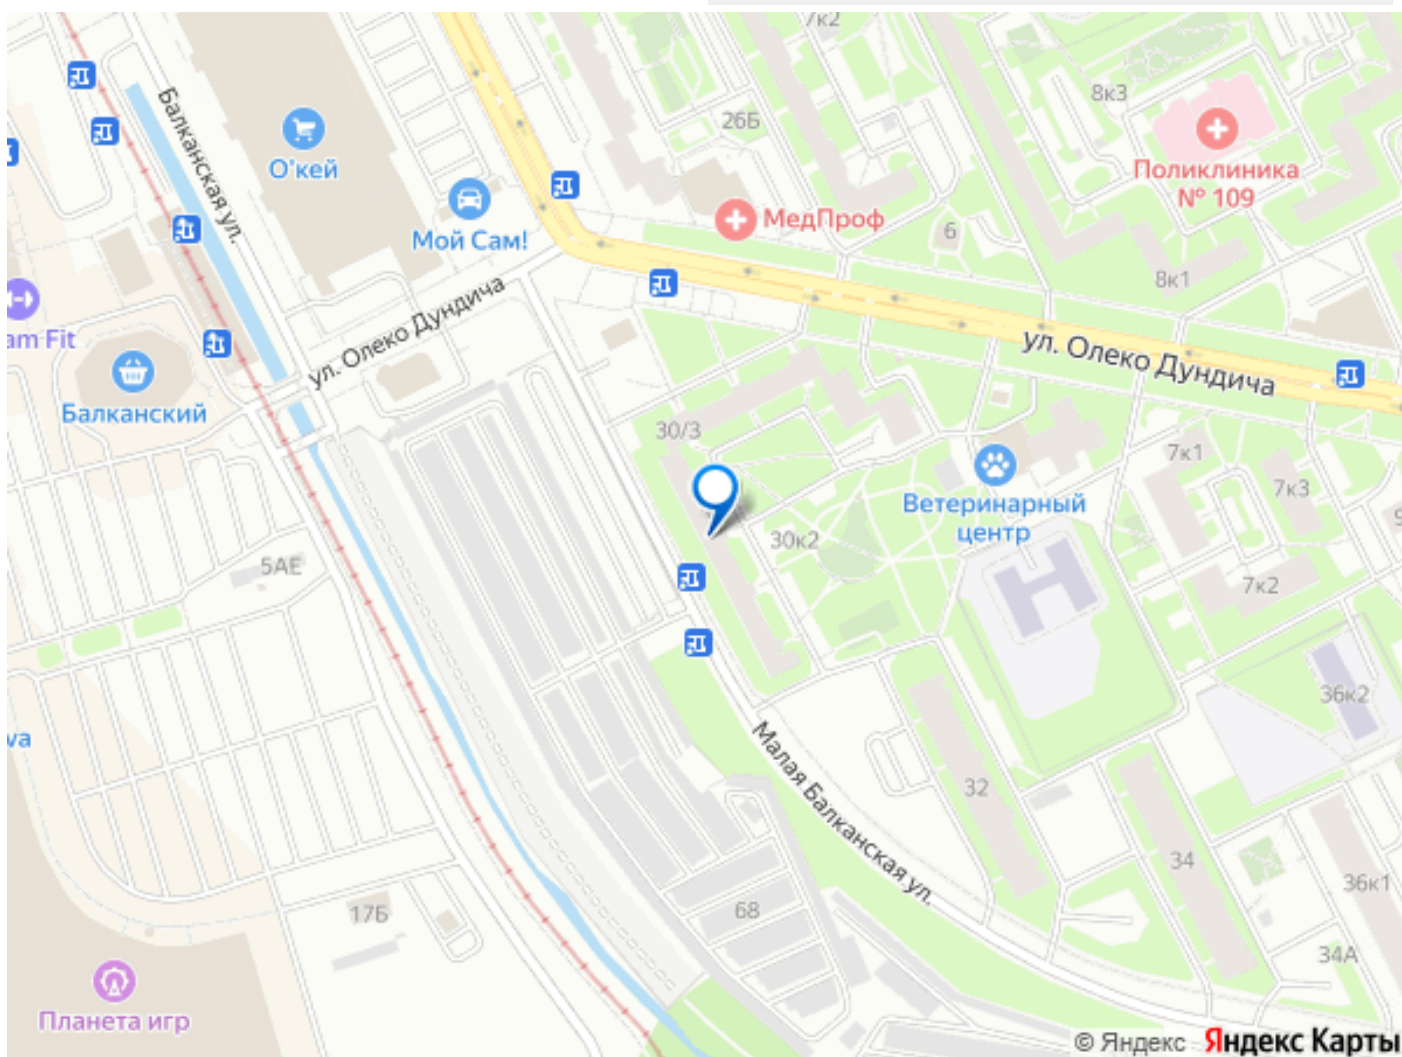 7к2
8к3
26Б
Балканская ул.
О'кей
Поликлиника
№ 109
МедПроф
Мой Сам!
6
8к1
ул. Олеко Дундича
am Fit
ул. Олеко Дундича
Балканский
30/3
7к1
Ветеринарный
центр
7к3
9
30к2
5АЕ
7к2
36к2
va
Малая Балканская ул.
32
34
36к1
68
17Б
34А
Планета игр
© Яндекс Яндекс Карты